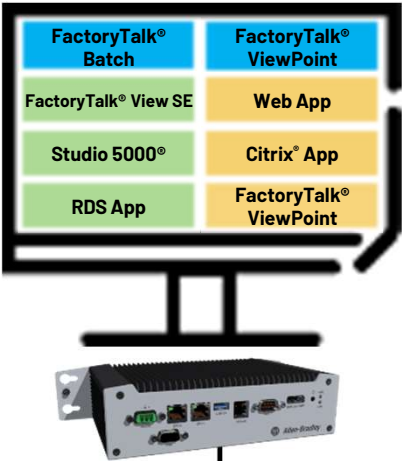 FactoryTalk®
Batch
FactoryTalk®
ViewPoint
FactoryTalk® View SE
Web App
Studio 5000®
Citrix® App
RDS App
FactoryTalk®
ViewPoint
Allen-Bradley